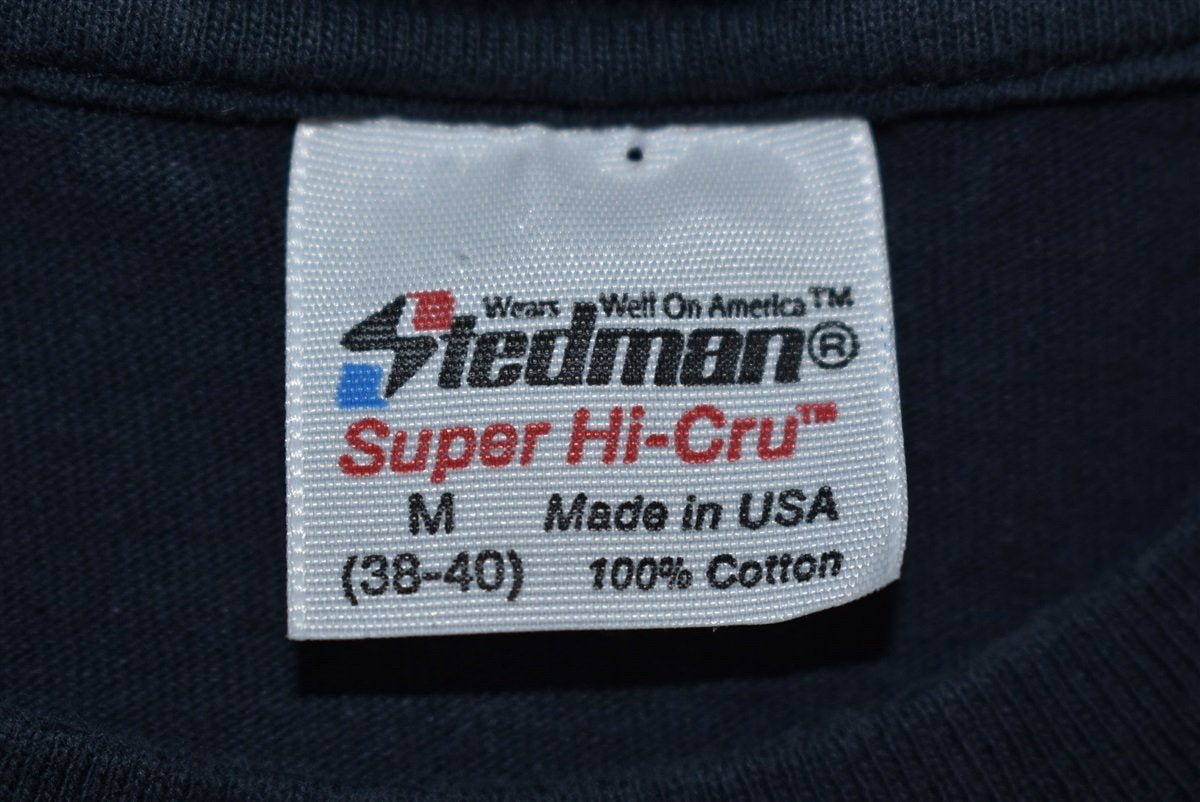 Wears Well On America™
Stedman®
Super Hi-Cru™
M Made in USA
(38-40) 100% Cotton